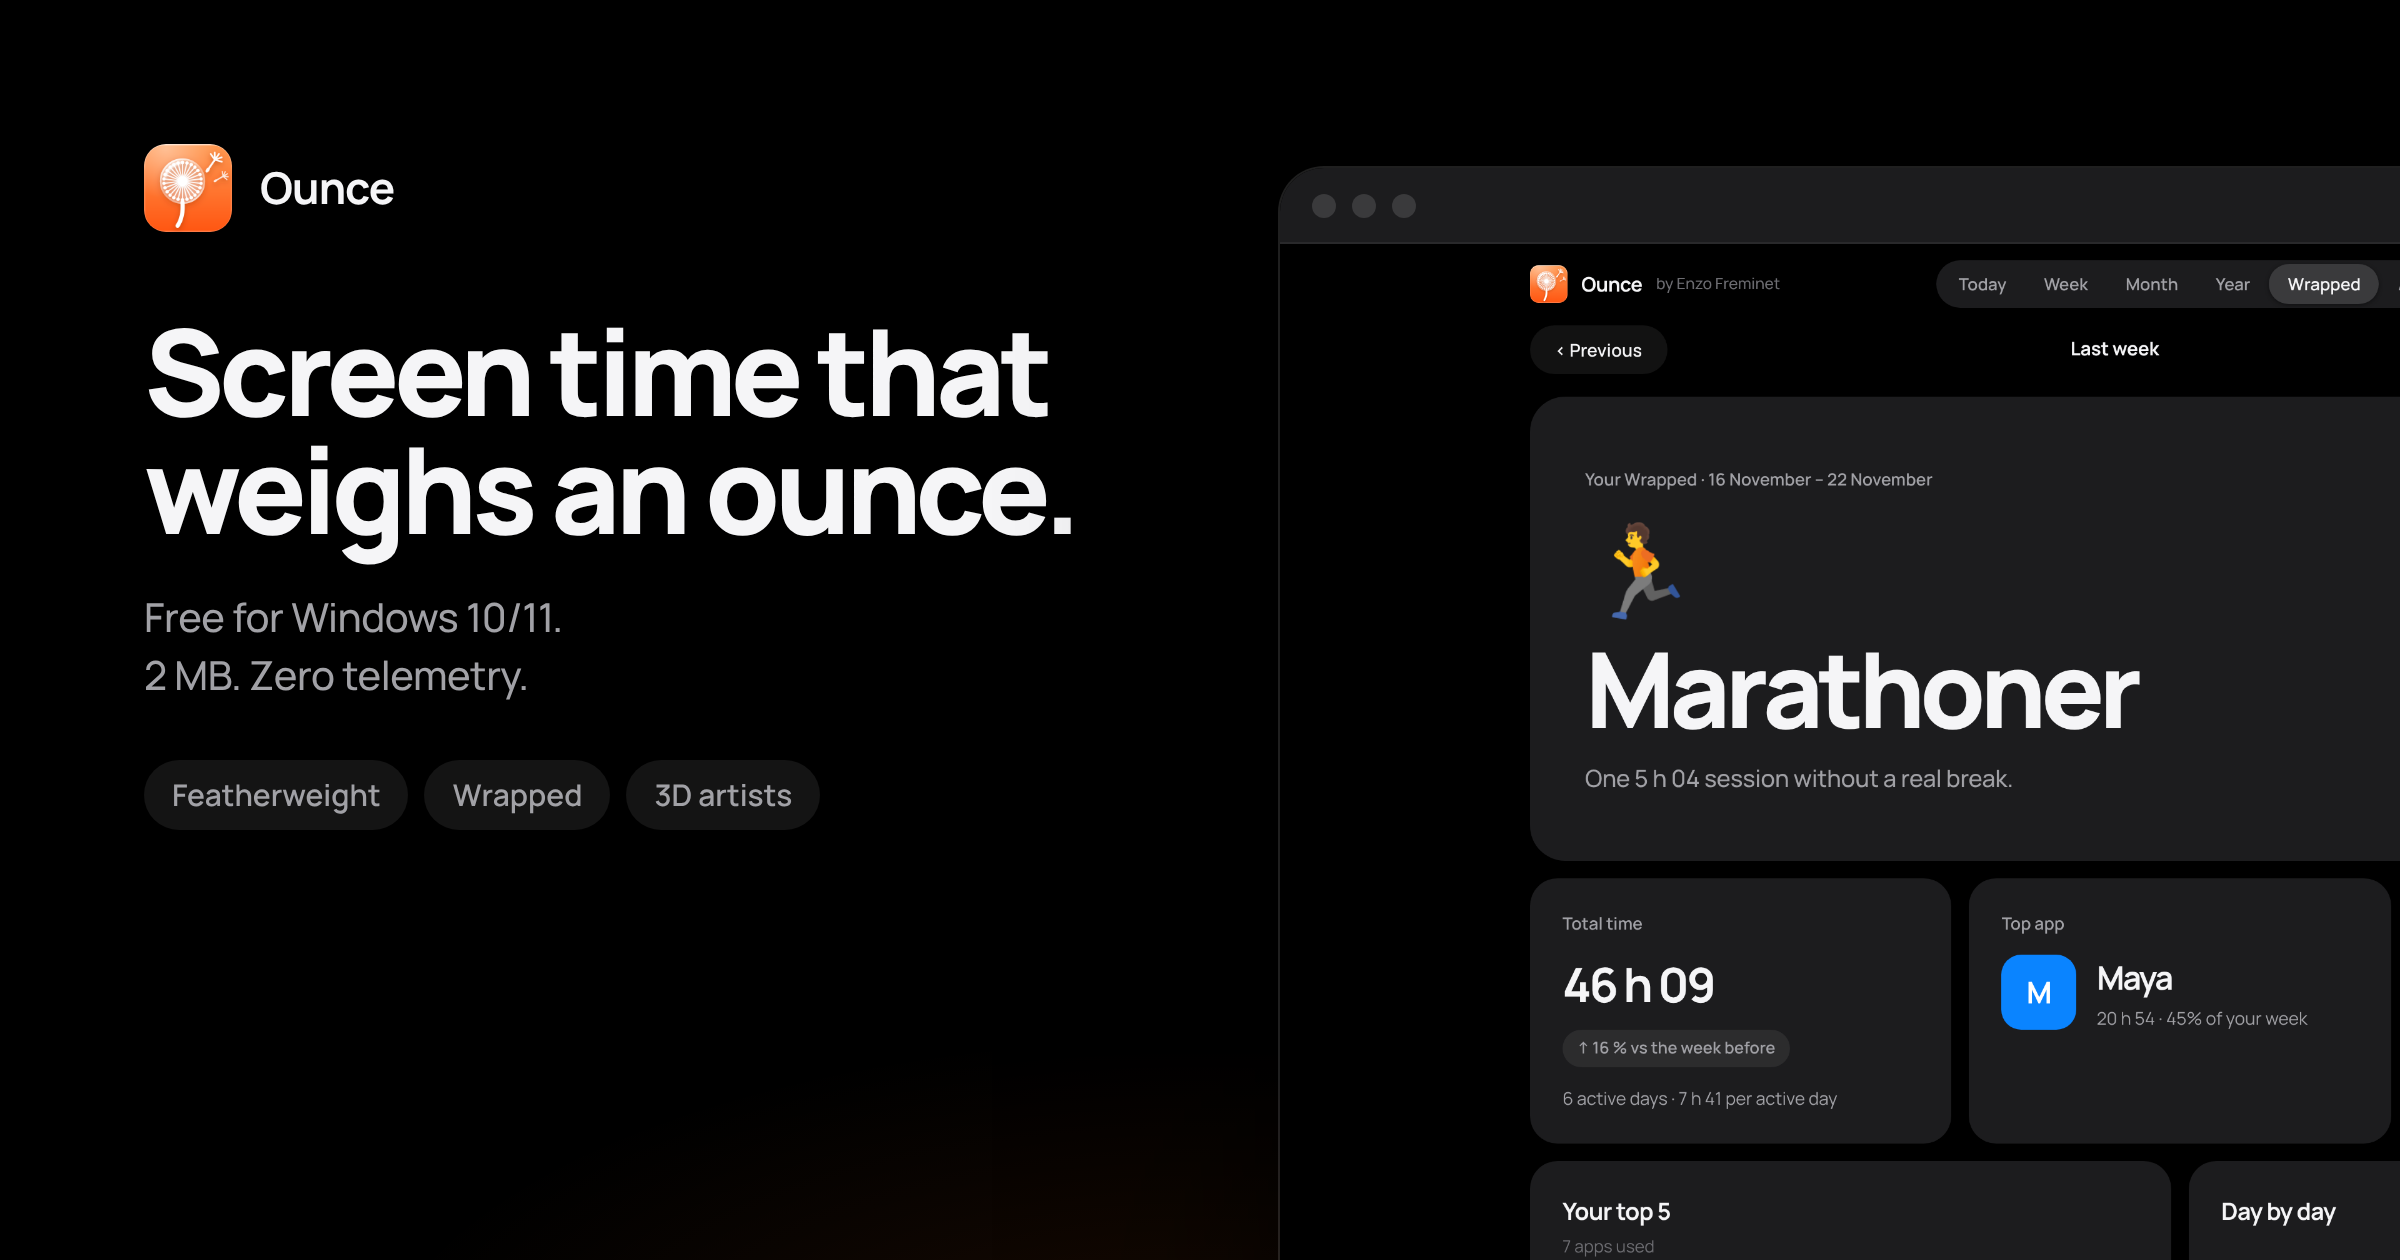 Ounce
Screen time that
weighs an ounce.
Free for Windows 10/11.
2 MB. Zero telemetry.
Featherweight Wrapped 3D artists
Ounce by Enzo Freminet Today Week Month Year Wrapped
‹ Previous Last week
Your Wrapped · 16 November – 22 November
Marathoner
One 5 h 04 session without a real break.
Total time
46 h 09
↑ 16 % vs the week before
6 active days · 7 h 41 per active day
Top app
M
Maya
20 h 54 · 45% of your week
Your top 5
7 apps used
Day by day